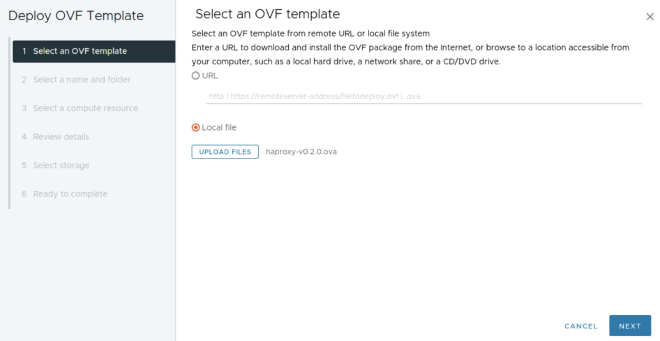 Deploy OVF Template
1 Select an OVF template
2 Select a name and folder
3 Select a compute resource
4 Review details
5 Select storage
6 Ready to complete
Select an OVF template
Select an OVF template from remote URL or local file system
Enter a URL to download and install the OVF package from the Internet, or browse to a location accessible from
your computer, such as a local hard drive, a network share, or a CD/DVD drive.
URL
http | https://remoteserver-address/filetodeploy.ovf | .ova
Local file
UPLOAD FILES haproxy-v0.2.0.ova
CANCEL NEXT